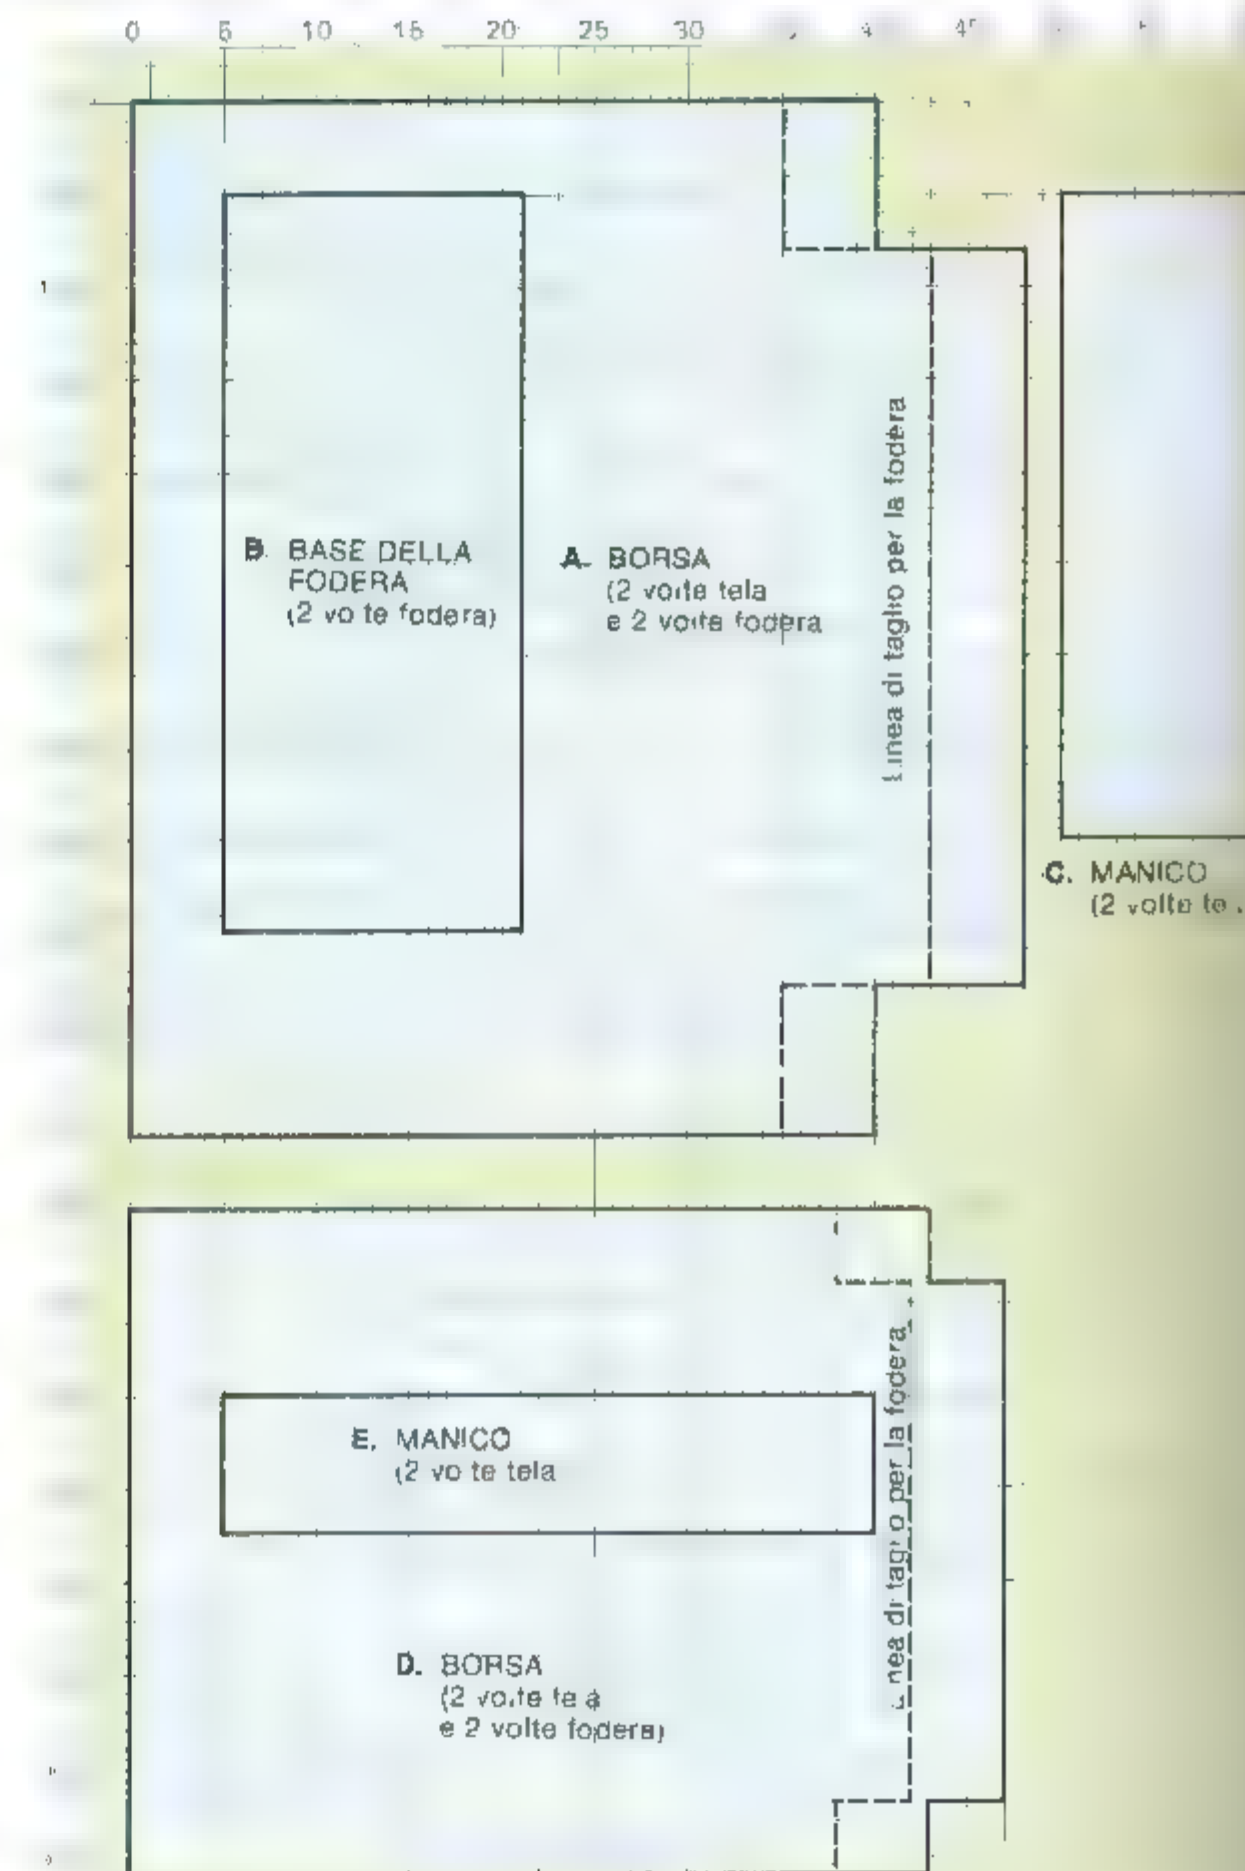 0 5 10 15 20 25 30
B. BASE DELLA
FODERA
(2 volte fodera)
A. BORSA
(2 volte tela
e 2 volte fodera
Linea di taglio per la fodera
C. MANICO
(2 volte
E. MANICO
(2 volte tela
Linea di taglio per la fodera
D. BORSA
(2 volte tela
e 2 volte fodera)